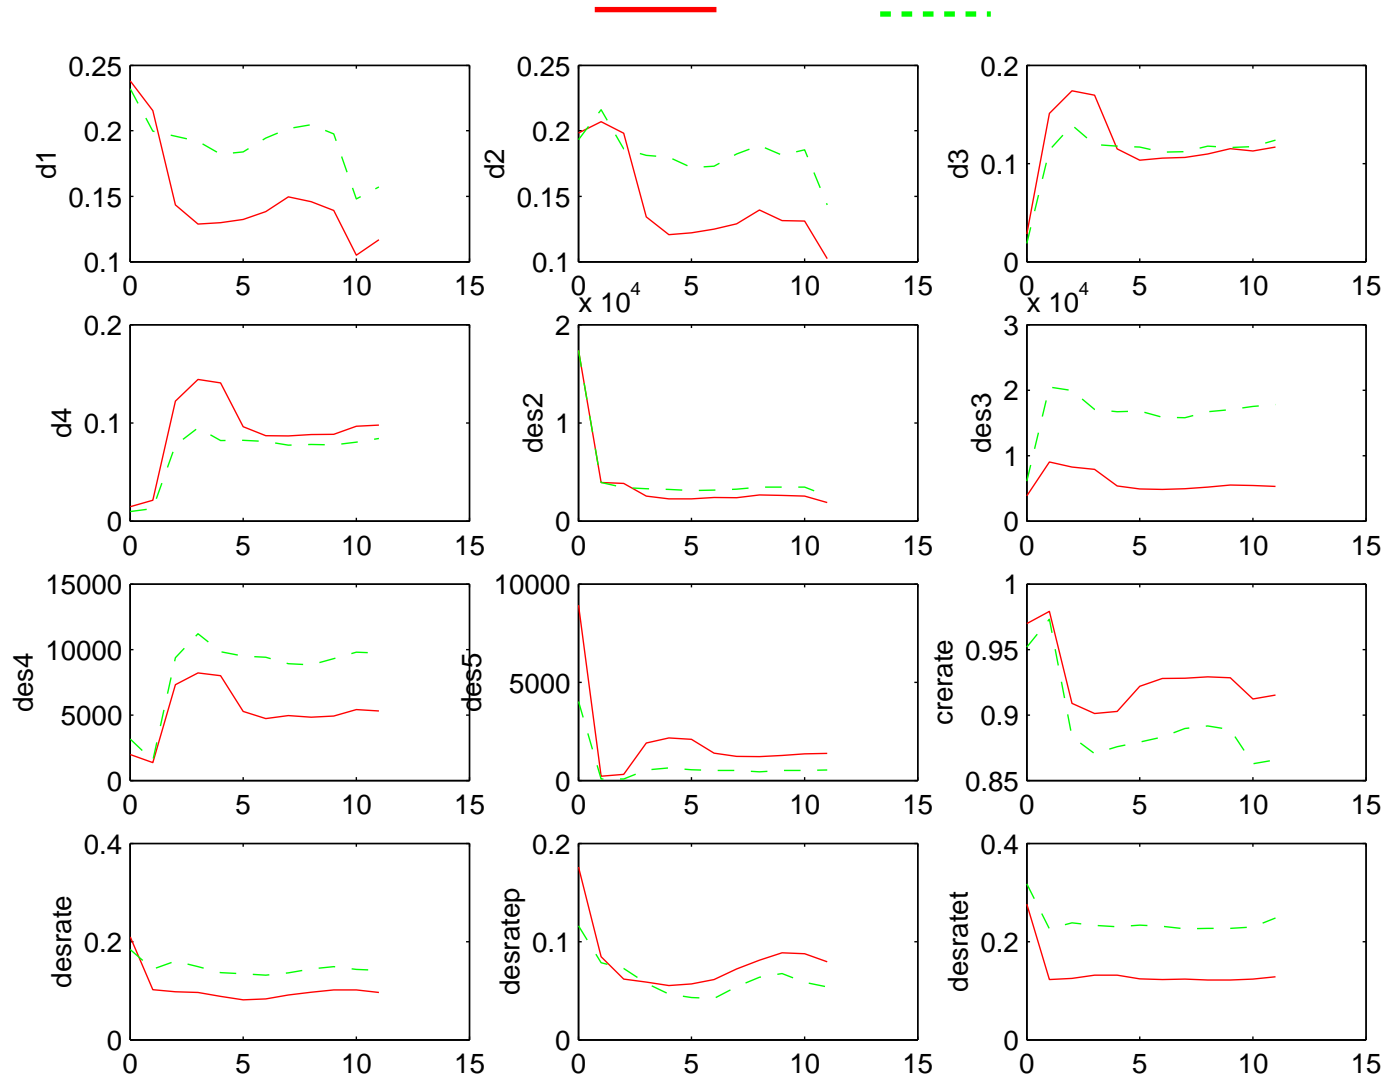 0.25 0.25 0.2
0.2 0.2
d1 d2 d3 0.1
0.15 0.15
0.1 0.1 0
0 5 10 15 0 5 10 15 0 5 10 15
x 10^4 x 10^4
0.2 2 3
2
d4 0.1 des2 1 des3
1
0 0 0
0 5 10 15 0 5 10 15 0 5 10 15
15000 10000 1
10000 0.95
des4 des5 5000 crerate
5000 0.9
0 0 0.85
0 5 10 15 0 5 10 15 0 5 10 15
0.4 0.2 0.4
desrate 0.2 desratep 0.1 desratet 0.2
0 0 0
0 5 10 15 0 5 10 15 0 5 10 15